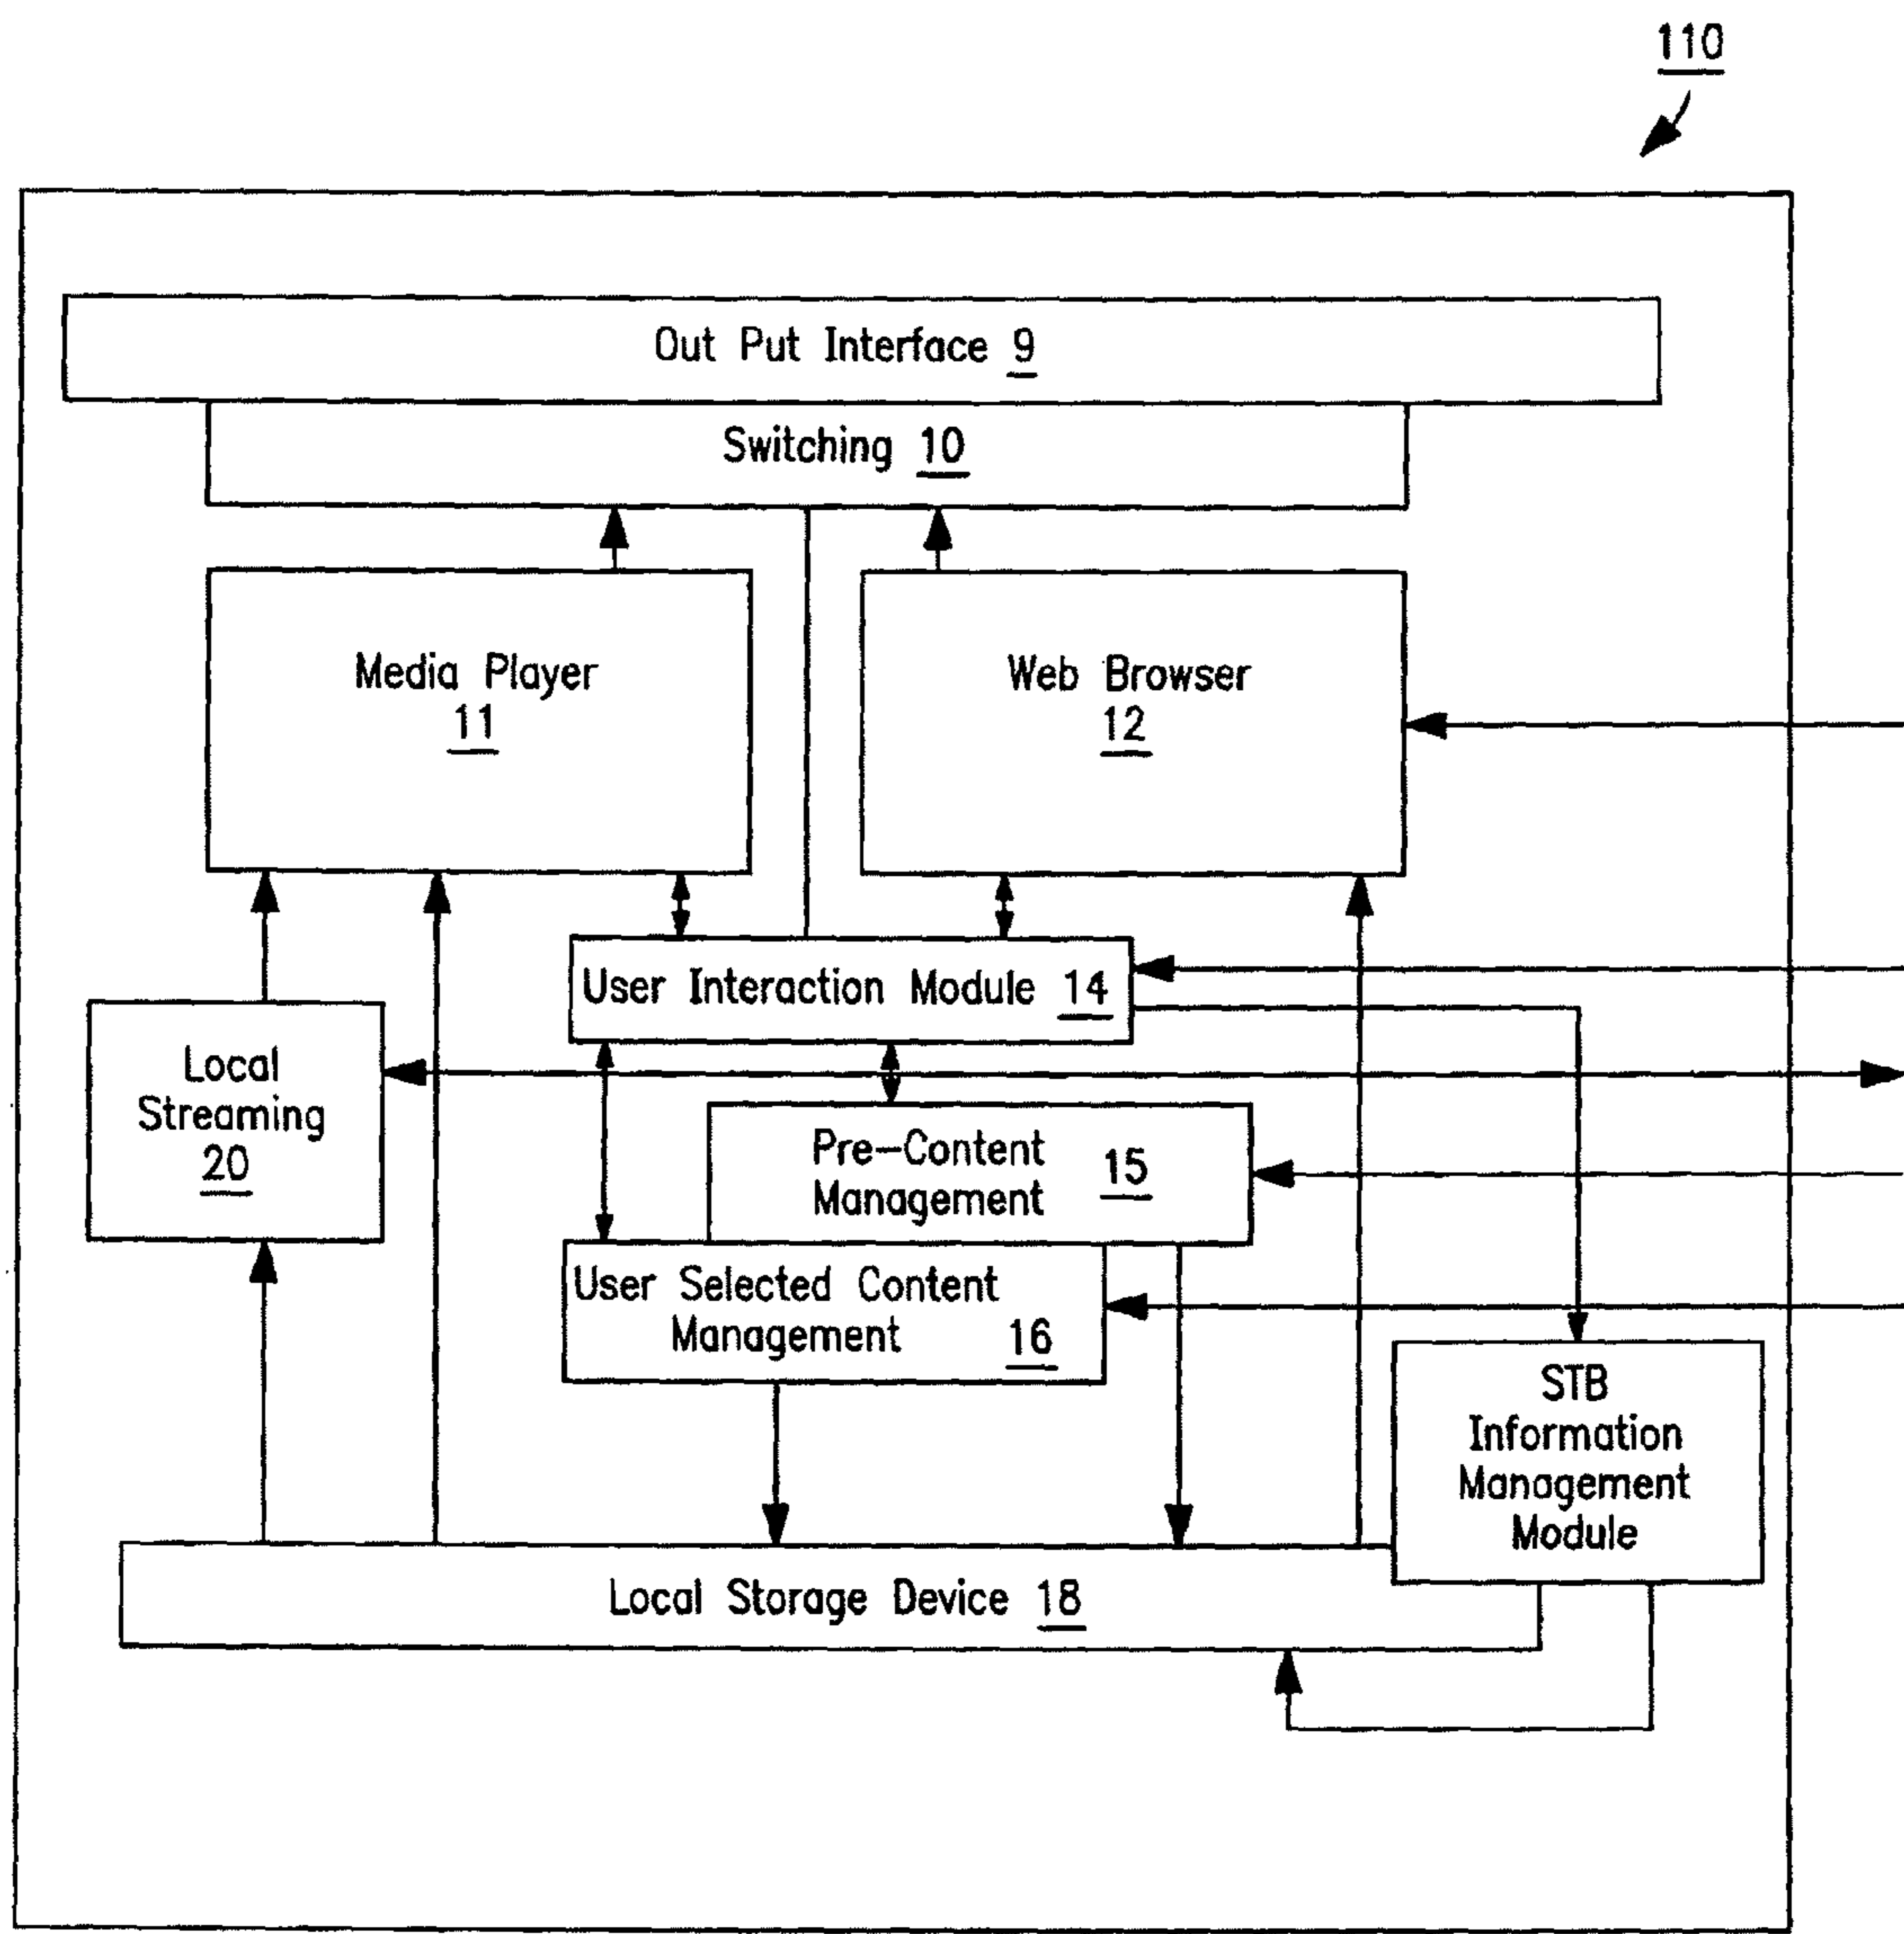 110
Out Put Interface 9
Switching 10
Media Player
11
Web Browser
12
User Interaction Module 14
Local
Streaming
20
Pre-Content
Management 15
User Selected Content
Management 16
STB
Information
Management
Module
Local Storage Device 18